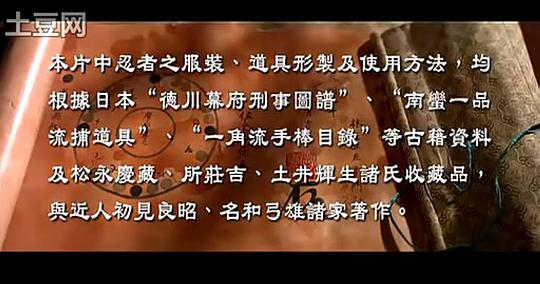 土豆网
本片中忍者之服裝、道具形製及使用方法，均
根據日本“德川幕府刑事圖譜”、“南蠻一品
流捕道具”、“一角流手棒目錄”等古籍資料
及松永慶藏、所莊吉、土井輝生諸氏收藏品，
與近人初見良昭、名和弓雄諸家著作。